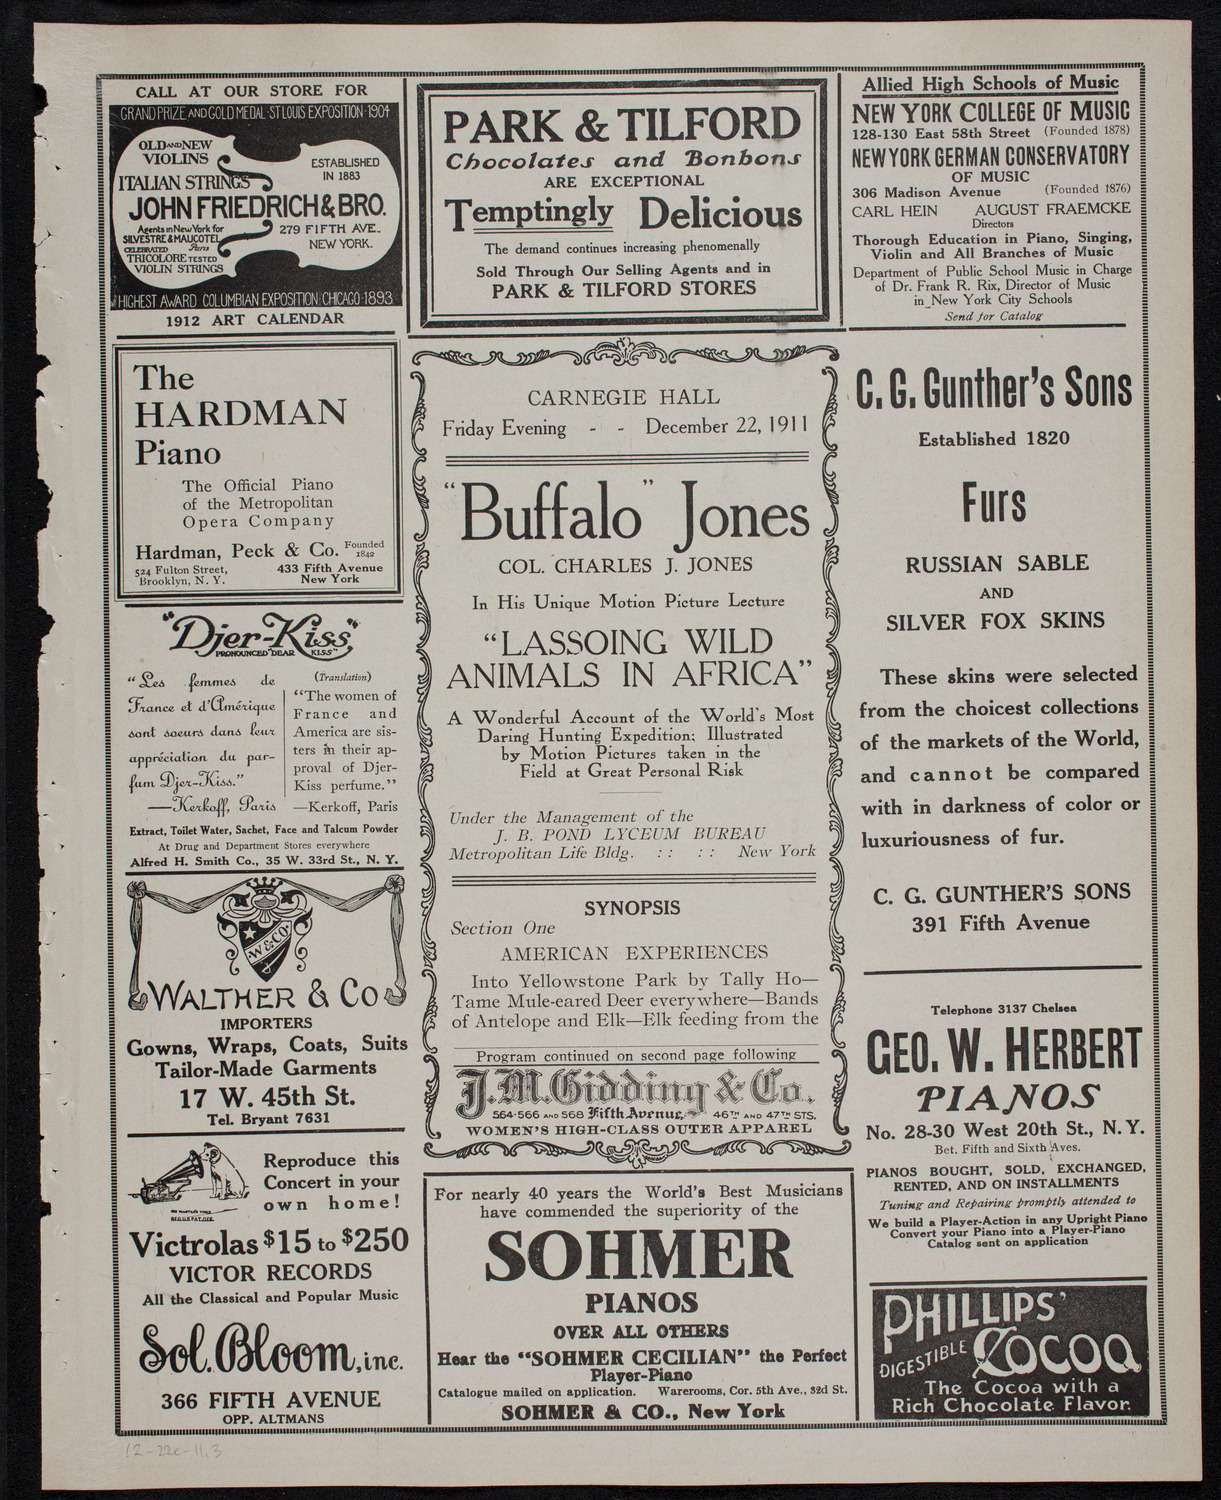 CALL AT OUR STORE FOR
GRAND PRIZE AND GOLD MEDAL · ST LOUIS EXPOSITION · 1904
OLD AND NEW
VIOLINS
ESTABLISHED
IN 1883
ITALIAN STRINGS
JOHN FRIEDRICH & BRO.
Agents in New York for
SILVESTRE & MAUCOTEL
CELEBRATED Paris
TRICOLORE TESTED
VIOLIN STRINGS
279 FIFTH AVE.
NEW YORK.
HIGHEST AWARD COLUMBIAN EXPOSITION: CHICAGO · 1893
1912 ART CALENDAR
The
HARDMAN
Piano
The Official Piano
of the Metropolitan
Opera Company
Hardman, Peck & Co. Founded 1842
524 Fulton Street, 433 Fifth Avenue
Brooklyn, N. Y. New York
"Djer-Kiss"
PRONOUNCED "DEAR KISS"
"Les femmes de
France et d'Amérique
sont soeurs dans leur
appréciation du par-
fum Djer-Kiss."
—Kerkoff, Paris
(Translation)
"The women of
France and
America are sis-
ters in their ap-
proval of Djer-
Kiss perfume."
—Kerkoff, Paris
Extract, Toilet Water, Sachet, Face and Talcum Powder
At Drug and Department Stores everywhere
Alfred H. Smith Co., 35 W. 33rd St., N. Y.
W & CO.
WALTHER & CO
IMPORTERS
Gowns, Wraps, Coats, Suits
Tailor-Made Garments
17 W. 45th St.
Tel. Bryant 7631
HIS MASTER'S VOICE
REG. U.S. PAT. OFF.
Reproduce this
Concert in your
own home!
Victrolas $15 to $250
VICTOR RECORDS
All the Classical and Popular Music
Sol. Bloom, inc.
366 FIFTH AVENUE
OPP. ALTMANS
PARK & TILFORD
Chocolates and Bonbons
ARE EXCEPTIONAL
Temptingly Delicious
The demand continues increasing phenomenally
Sold Through Our Selling Agents and in
PARK & TILFORD STORES
CARNEGIE HALL
Friday Evening - - December 22, 1911
"Buffalo" Jones
COL. CHARLES J. JONES
In His Unique Motion Picture Lecture
"LASSOING WILD
ANIMALS IN AFRICA"
A Wonderful Account of the World's Most
Daring Hunting Expedition; Illustrated
by Motion Pictures taken in the
Field at Great Personal Risk
Under the Management of the
J. B. POND LYCEUM BUREAU
Metropolitan Life Bldg. : : : : New York
SYNOPSIS
Section One
AMERICAN EXPERIENCES
Into Yellowstone Park by Tally Ho—
Tame Mule-eared Deer everywhere—Bands
of Antelope and Elk—Elk feeding from the
Program continued on second page following
J. M. Gidding & Co.
564-566 AND 568 Fifth Avenue, 46TH AND 47TH STS.
WOMEN'S HIGH-CLASS OUTER APPAREL
For nearly 40 years the World's Best Musicians
have commended the superiority of the
SOHMER
PIANOS
OVER ALL OTHERS
Hear the "SOHMER CECILIAN" the Perfect
Player-Piano
Catalogue mailed on application. Warerooms, Cor. 5th Ave., 32d St.
SOHMER & CO., New York
Allied High Schools of Music
NEW YORK COLLEGE OF MUSIC
128-130 East 58th Street (Founded 1878)
NEW YORK GERMAN CONSERVATORY
OF MUSIC
306 Madison Avenue (Founded 1876)
CARL HEIN AUGUST FRAEMCKE
Directors
Thorough Education in Piano, Singing,
Violin and All Branches of Music
Department of Public School Music in Charge
of Dr. Frank R. Rix, Director of Music
in New York City Schools
Send for Catalog
C. G. Gunther's Sons
Established 1820
Furs
RUSSIAN SABLE
AND
SILVER FOX SKINS
These skins were selected
from the choicest collections
of the markets of the World,
and cannot be compared
with in darkness of color or
luxuriousness of fur.
C. G. GUNTHER'S SONS
391 Fifth Avenue
Telephone 3137 Chelsea
GEO. W. HERBERT
PIANOS
No. 28-30 West 20th St., N. Y.
Bet. Fifth and Sixth Aves.
PIANOS BOUGHT, SOLD, EXCHANGED,
RENTED, AND ON INSTALLMENTS
Tuning and Repairing promptly attended to
We build a Player-Action in any Upright Piano
Convert your Piano into a Player-Piano
Catalog sent on application
PHILLIPS'
DIGESTIBLE COCOA
The Cocoa with a
Rich Chocolate Flavor.
12-22e-11.3